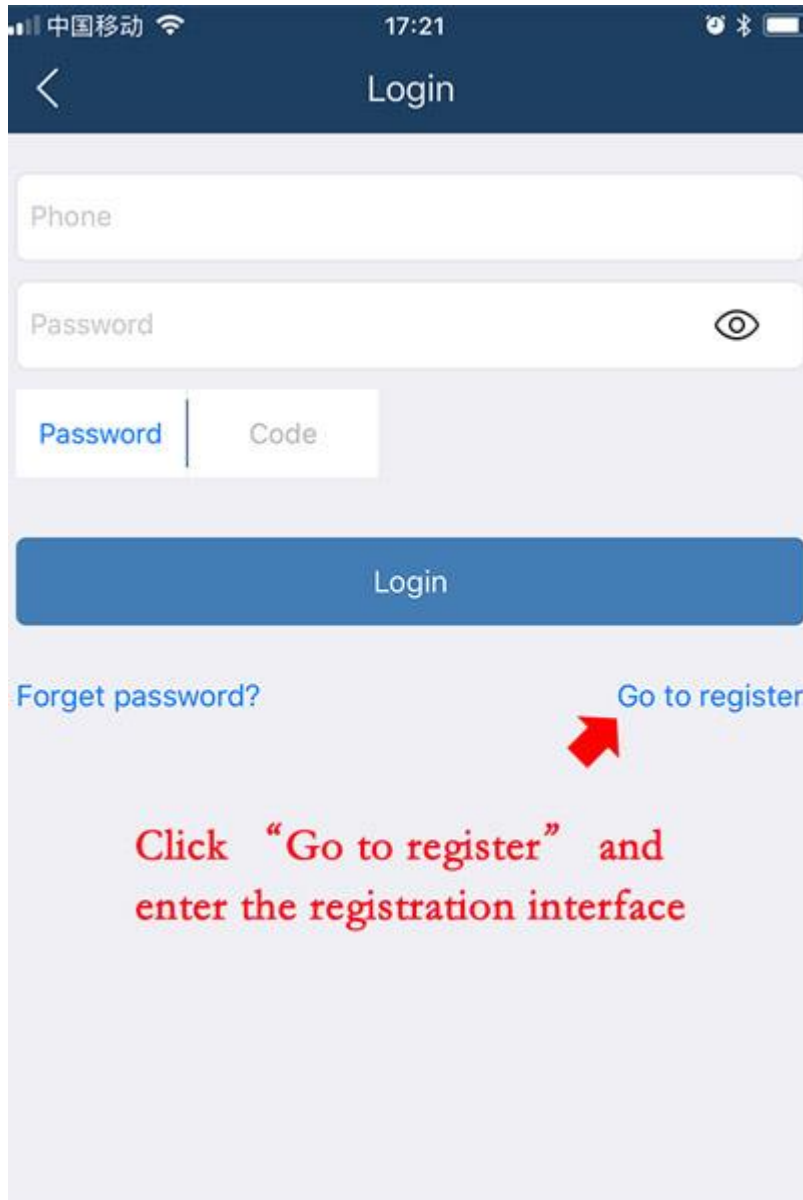 中国移动 17:21
Login
Phone
Password
Password Code
Login
Forget password? Go to register
Click “Go to register” and
enter the registration interface